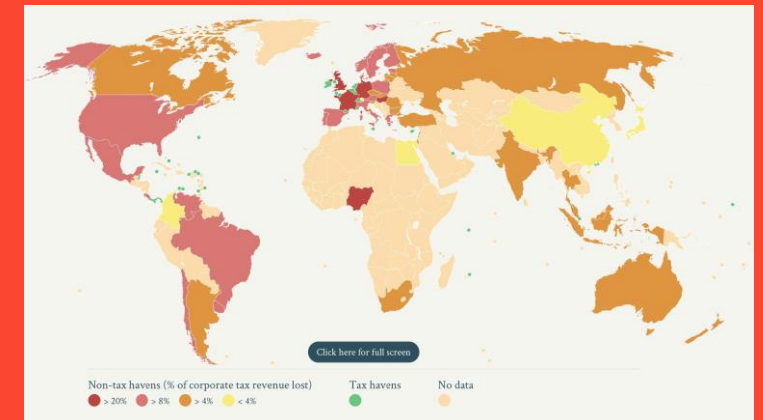 Click here for full screen
Non-tax havens (% of corporate tax revenue lost)
Tax havens
No data
> 20%
> 8%
> 4%
< 4%